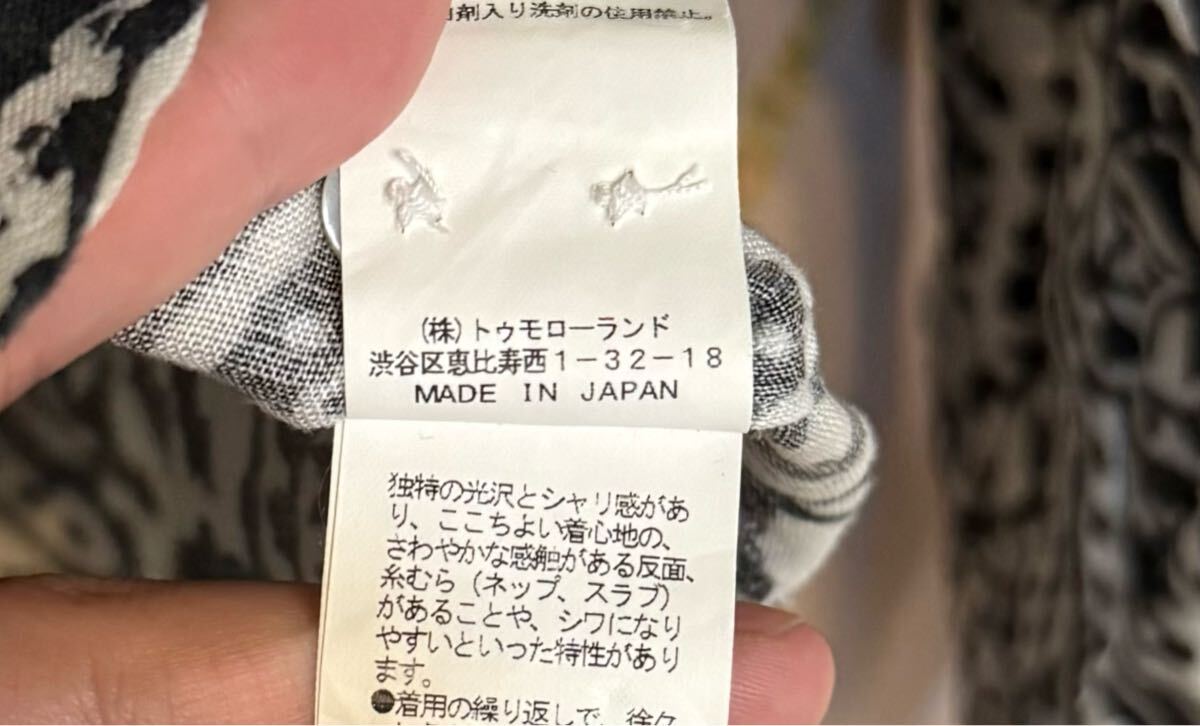 剤入り洗剤の使用禁止。
(株)トゥモローランド
渋谷区恵比寿西1-32-18
MADE IN JAPAN
独特の光沢とシャリ感があ
り、ここちよい着心地の、
さわやかな感触がある反面、
糸むら（ネップ、スラブ）
があることや、シワになり
やすいといった特性があり
ます。
●着用の繰り返しで、徐々